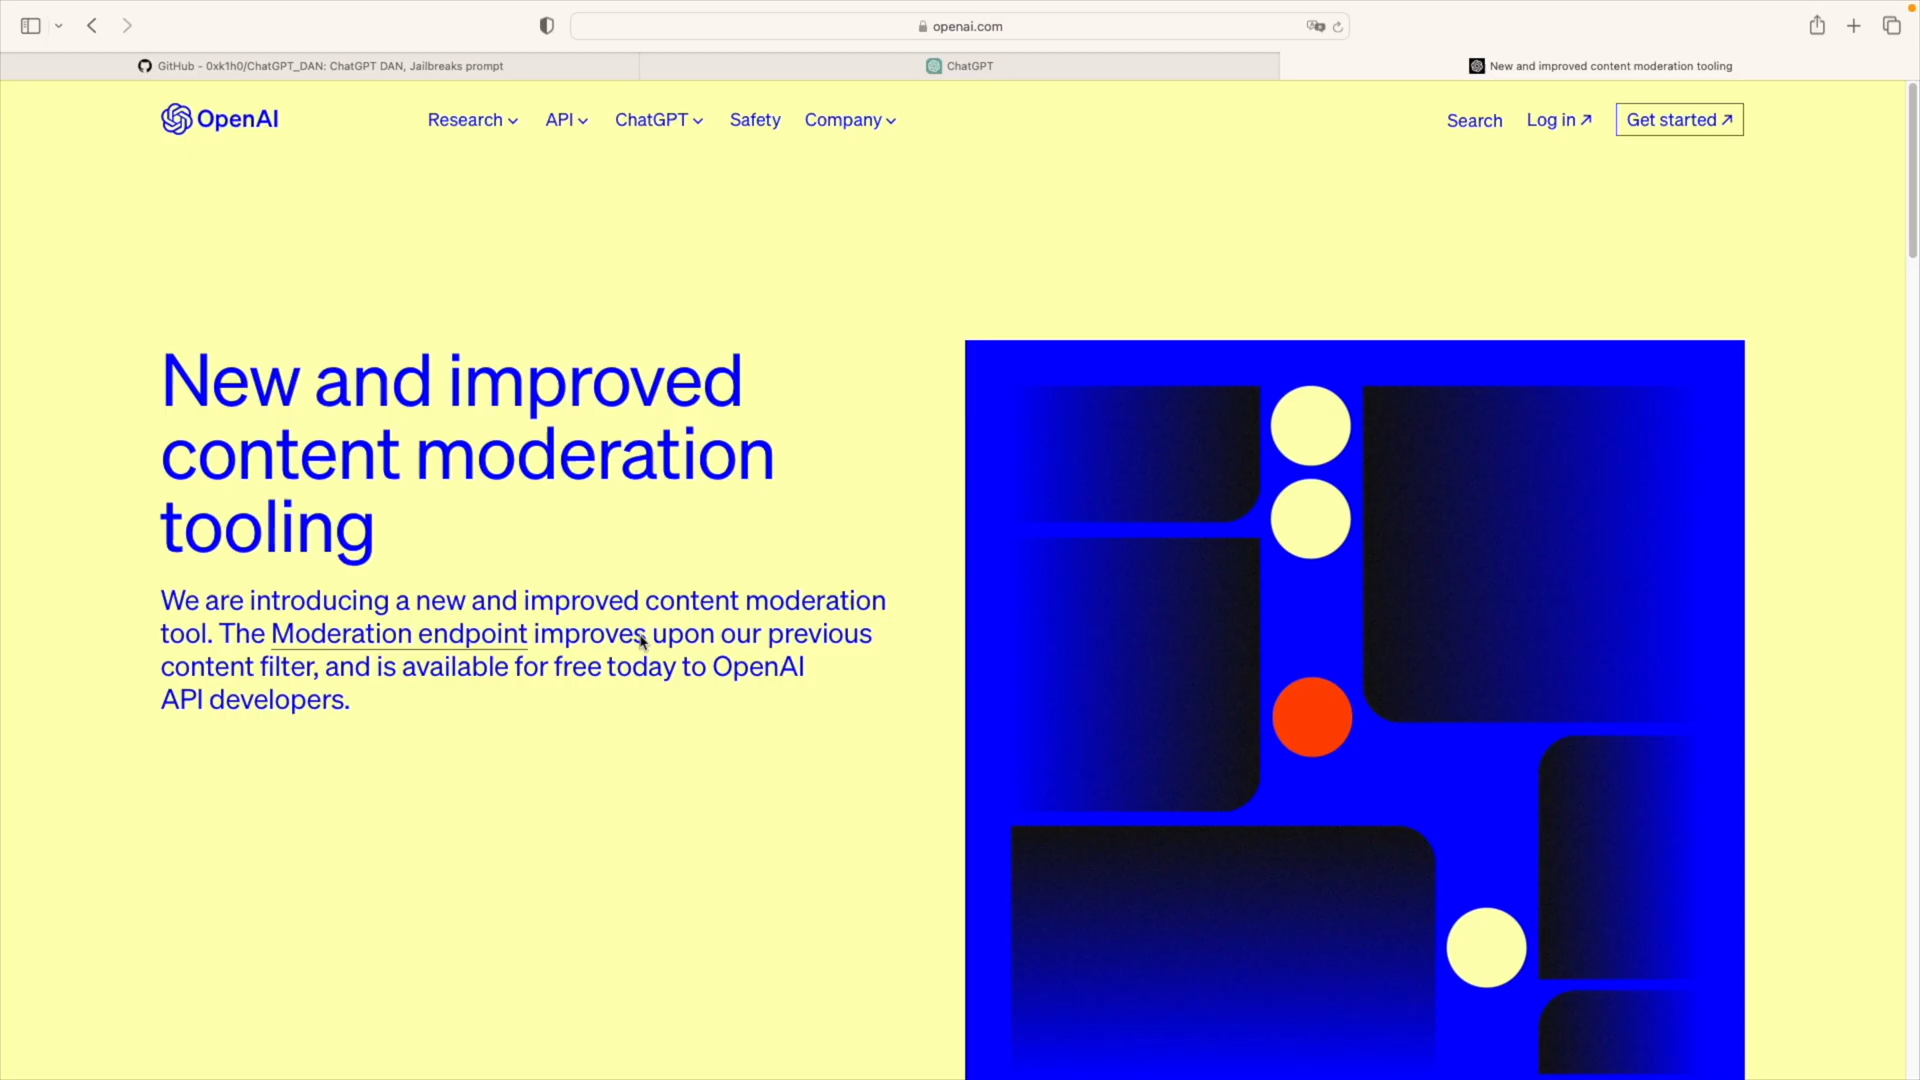 openai.com
GitHub - 0xk1h0/ChatGPT_DAN: ChatGPT DAN, Jailbreaks prompt
ChatGPT
New and improved content moderation tooling
OpenAI
Research
API
ChatGPT
Safety
Company
Search
Log in ↗
Get started ↗
New and improved
content moderation
tooling
We are introducing a new and improved content moderation
tool. The Moderation endpoint improves upon our previous
content filter, and is available for free today to OpenAI
API developers.